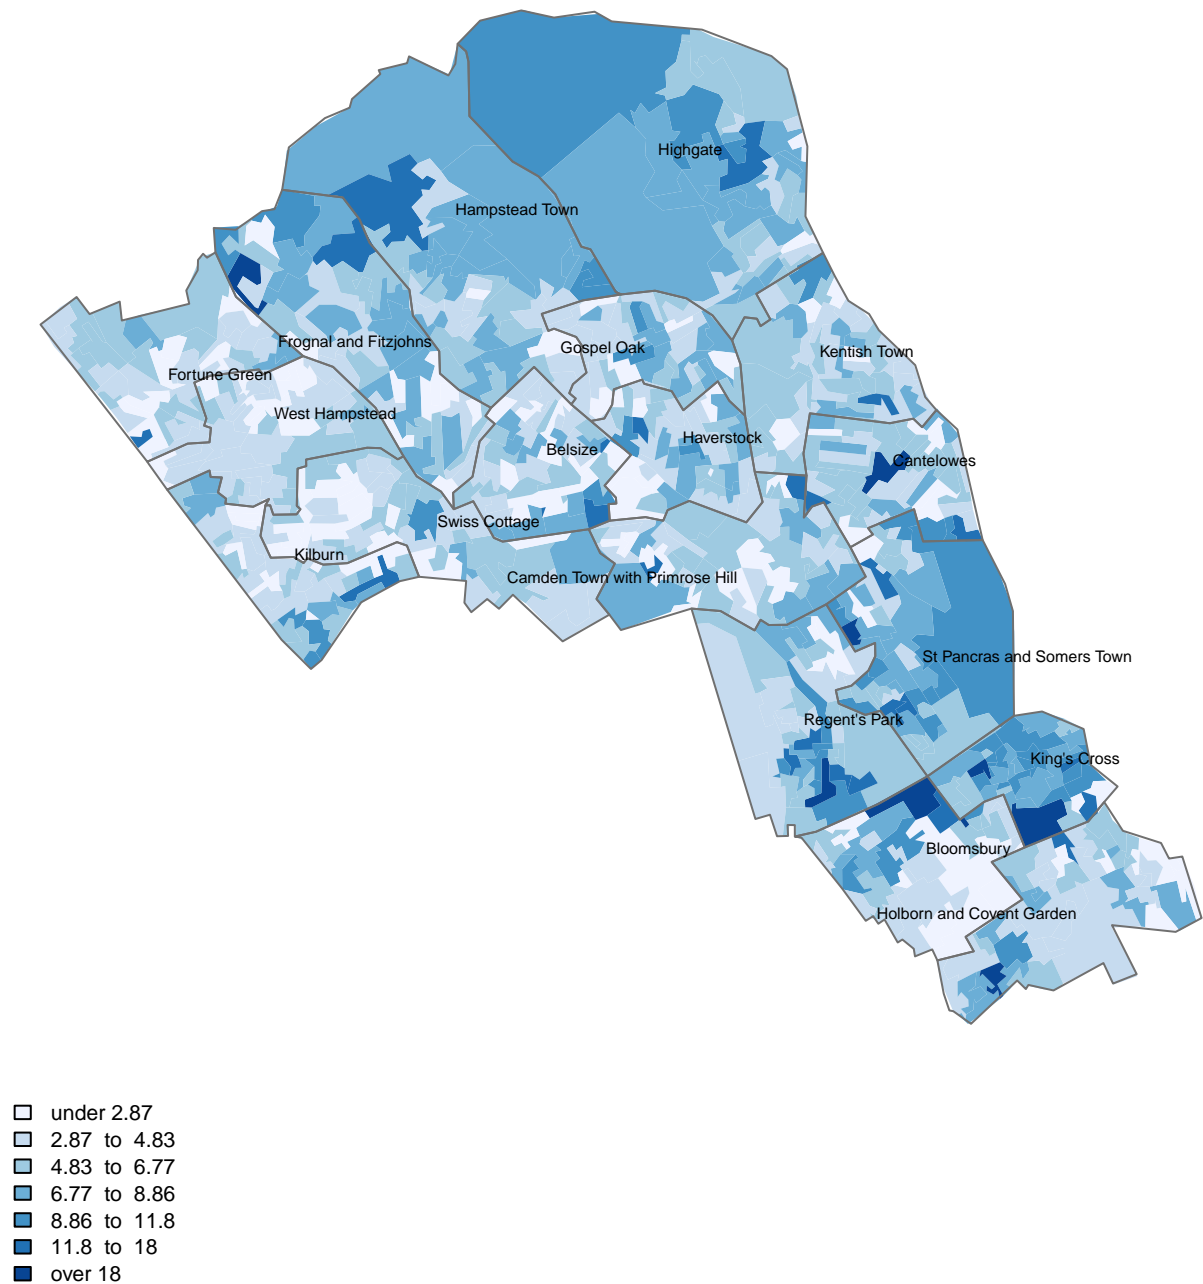 Highgate
Hampstead Town
Frognal and Fitzjohns
Gospel Oak
Kentish Town
Fortune Green
West Hampstead
Haverstock
Belsize
Cantelowes
Swiss Cottage
Kilburn
Camden Town with Primrose Hill
St Pancras and Somers Town
Regent's Park
King's Cross
Bloomsbury
Holborn and Covent Garden
under 2.87
2.87 to 4.83
4.83 to 6.77
6.77 to 8.86
8.86 to 11.8
11.8 to 18
over 18